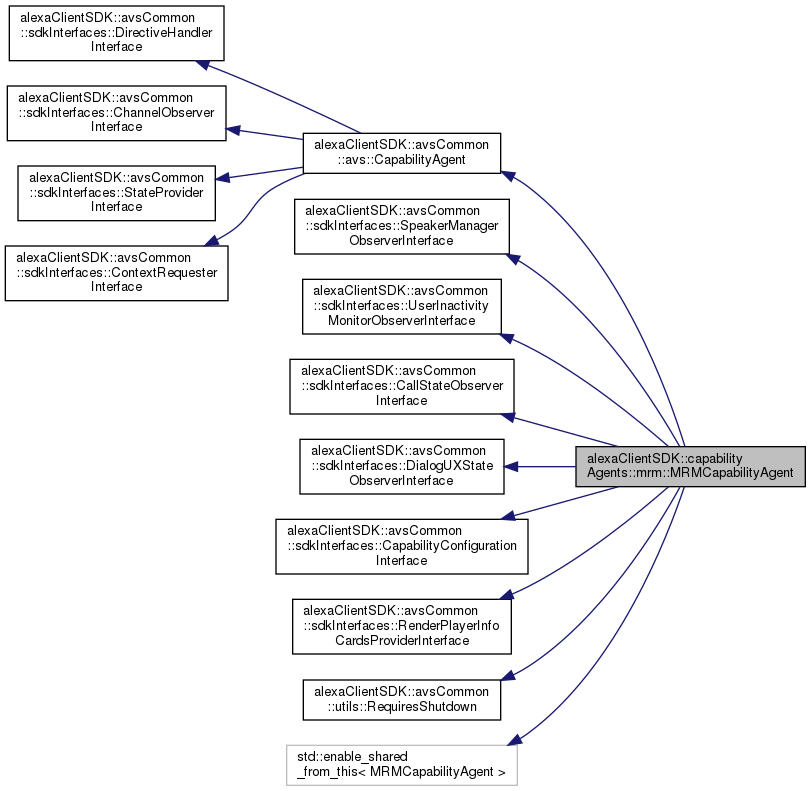 alexaClientSDK::avsCommon
::sdkInterfaces::DirectiveHandler
Interface
alexaClientSDK::avsCommon
::sdkInterfaces::ChannelObserver
Interface
alexaClientSDK::avsCommon
::sdkInterfaces::StateProvider
Interface
alexaClientSDK::avsCommon
::sdkInterfaces::ContextRequester
Interface
alexaClientSDK::avsCommon
::avs::CapabilityAgent
alexaClientSDK::avsCommon
::sdkInterfaces::SpeakerManager
ObserverInterface
alexaClientSDK::avsCommon
::sdkInterfaces::UserInactivity
MonitorObserverInterface
alexaClientSDK::avsCommon
::sdkInterfaces::CallStateObserver
Interface
alexaClientSDK::avsCommon
::sdkInterfaces::DialogUXState
ObserverInterface
alexaClientSDK::avsCommon
::sdkInterfaces::CapabilityConfiguration
Interface
alexaClientSDK::avsCommon
::sdkInterfaces::RenderPlayerInfo
CardsProviderInterface
alexaClientSDK::avsCommon
::utils::RequiresShutdown
std::enable_shared
_from_this< MRMCapabilityAgent >
alexaClientSDK::capability
Agents::mrm::MRMCapabilityAgent